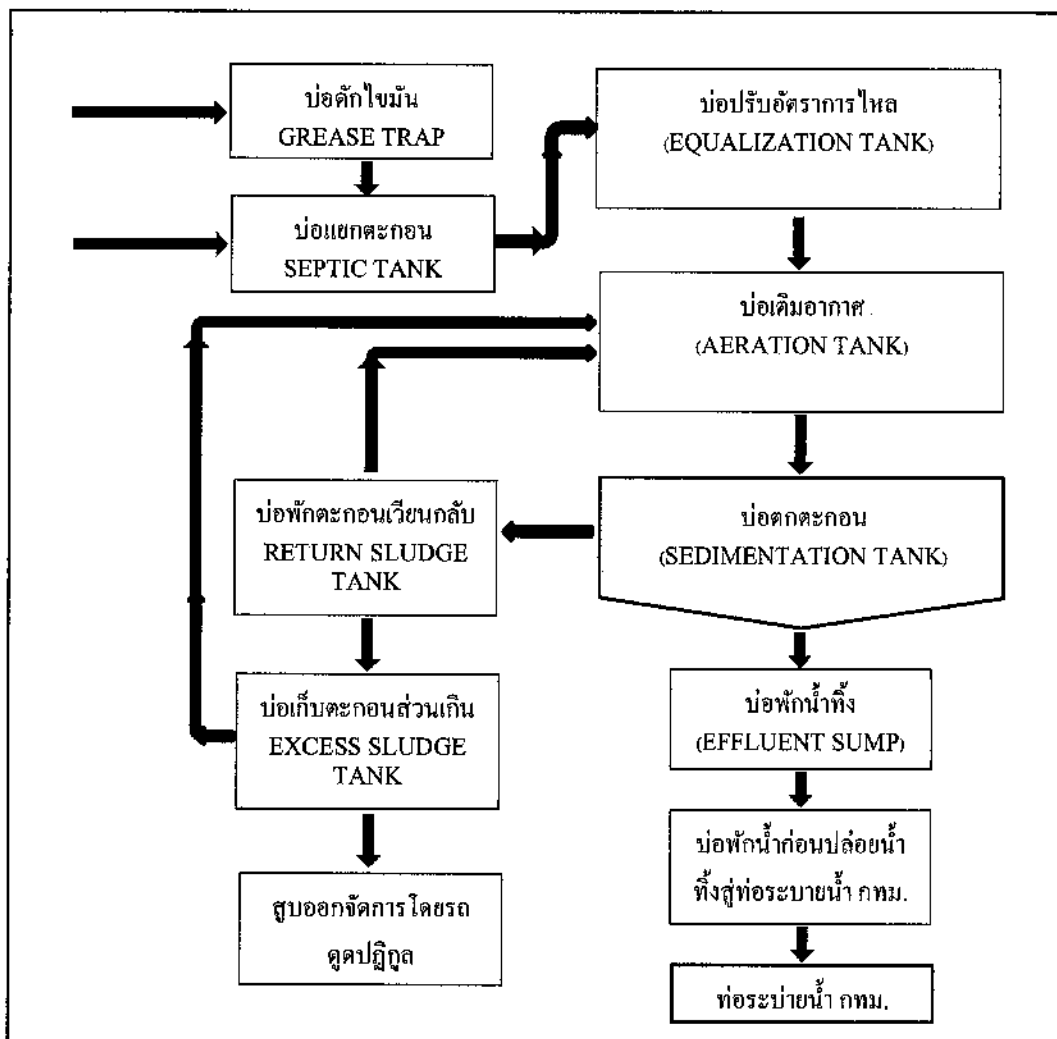 บ่อดักไขมัน
GREASE TRAP
บ่อแยกตะกอน
SEPTIC TANK
บ่อปรับอัตราการไหล
(EQUALIZATION TANK)
บ่อเติมอากาศ
(AERATION TANK)
บ่อตกตะกอน
(SEDIMENTATION TANK)
บ่อพักตะกอนเวียนกลับ
RETURN SLUDGE
TANK
บ่อเก็บตะกอนส่วนเกิน
EXCESS SLUDGE
TANK
สูบออกจัดการโดยรถ
ดูดปฏิกูล
บ่อพักน้ำทิ้ง
(EFFLUENT SUMP)
บ่อพักน้ำก่อนปล่อยน้ำ
ทิ้งสู่ท่อระบายน้ำ กทม.
ท่อระบ่ายน้ำ กทม.